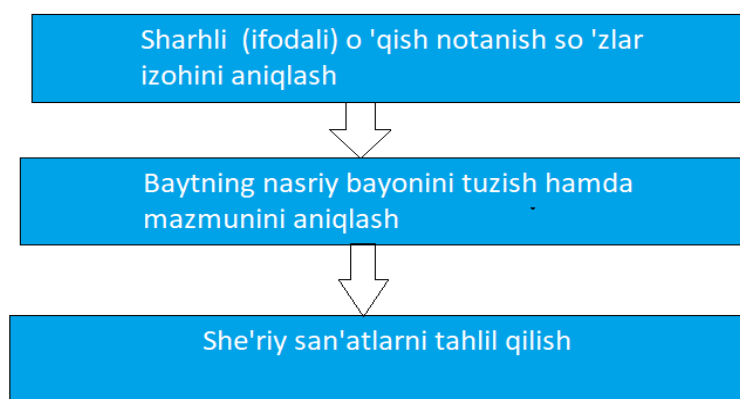 Sharhli  (ifodali) o 'qish notanish so 'zlar
izohini aniqlash
Baytning nasriy bayonini tuzish hamda
mazmunini aniqlash
She'riy san'atlarni tahlil qilish